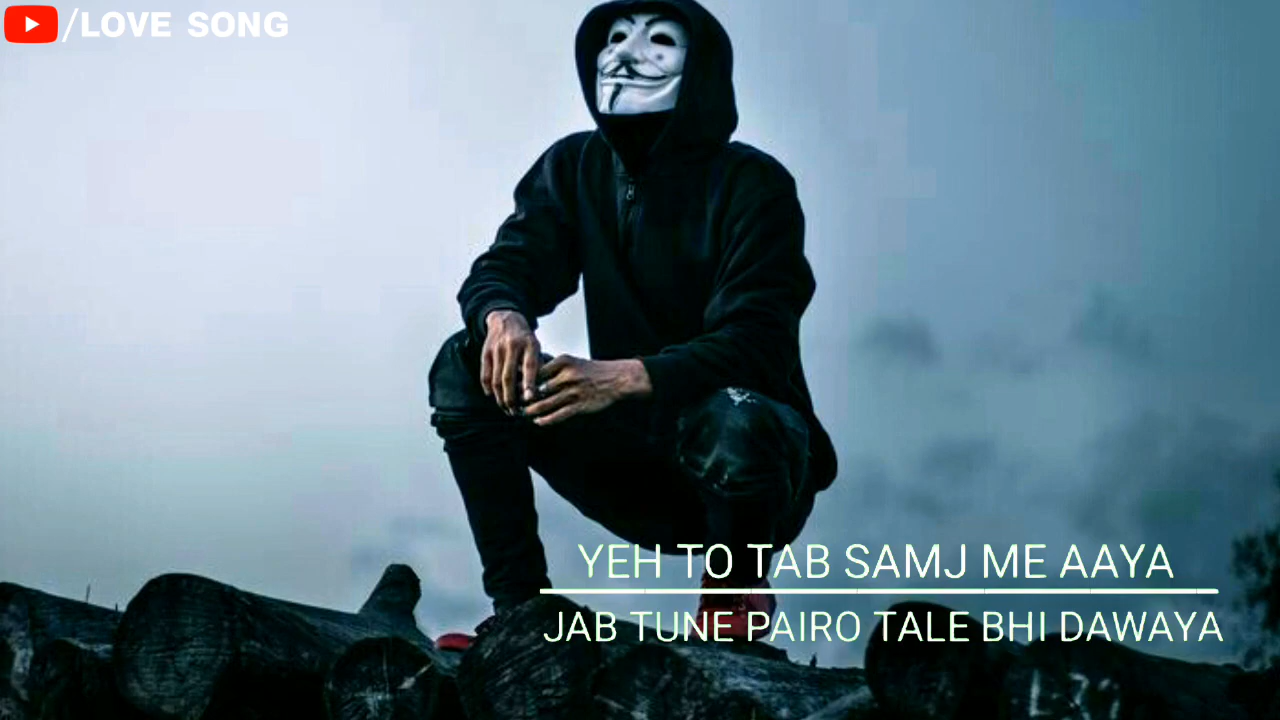 /LOVE SONG
YEH TO TAB SAMJ ME AAYA
JAB TUNE PAIRO TALE BHI DAWAYA